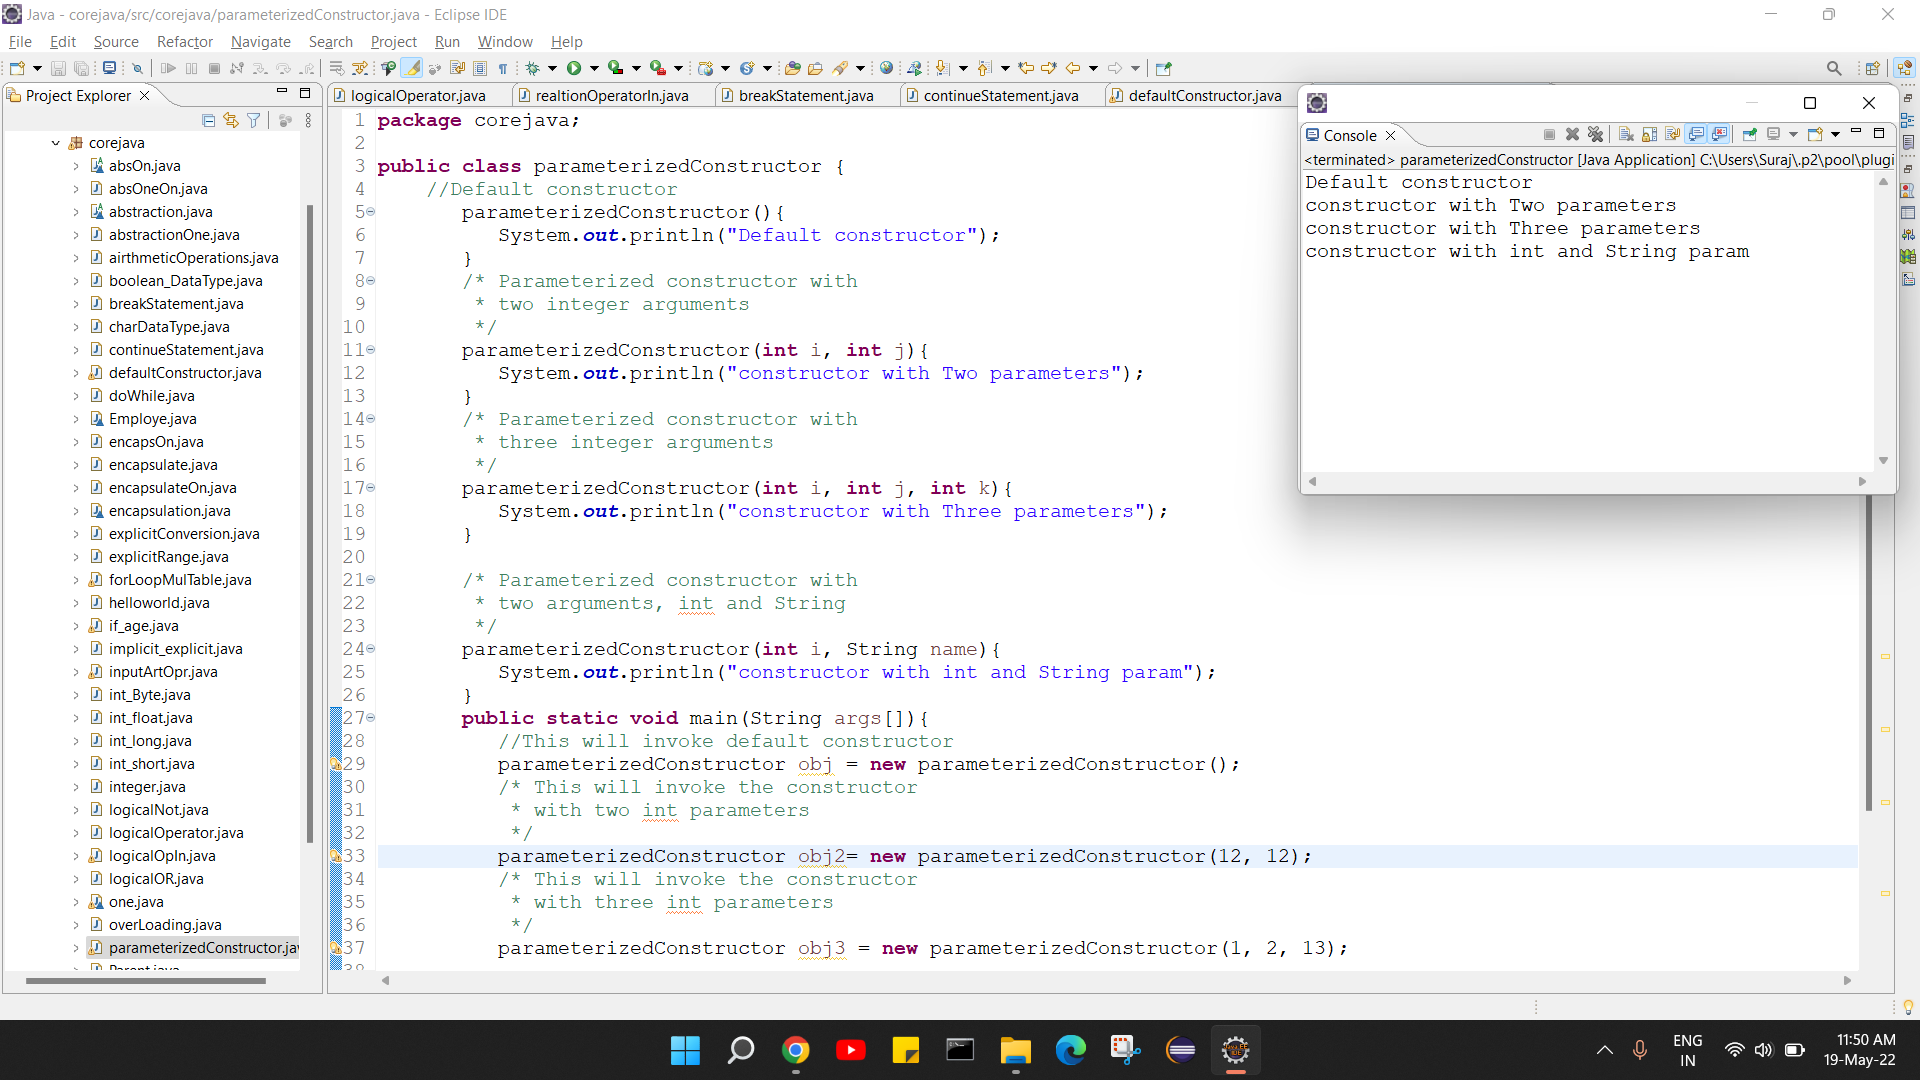 Java - corejava/src/corejava/parameterizedConstructor.java - Eclipse IDE
File Edit Source Refactor Navigate Search Project Run Window Help
Project Explorer
corejava
absOn.java
absOneOn.java
abstraction.java
abstractionOne.java
airthmeticOperations.java
boolean_DataType.java
breakStatement.java
charDataType.java
continueStatement.java
defaultConstructor.java
doWhile.java
Employe.java
encapsOn.java
encapsulate.java
encapsulateOn.java
encapsulation.java
explicitConversion.java
explicitRange.java
forLoopMulTable.java
helloworld.java
if_age.java
implicit_explicit.java
inputArtOpr.java
int_Byte.java
int_float.java
int_long.java
int_short.java
integer.java
logicalNot.java
logicalOperator.java
logicalOpIn.java
logicalOR.java
one.java
overLoading.java
parameterizedConstructor.jav
logicalOperator.java realtionOperatorIn.java breakStatement.java continueStatement.java defaultConstructor.java
1 package corejava;
2
3 public class parameterizedConstructor {
4 //Default constructor
5 parameterizedConstructor(){
6 System.out.println("Default constructor");
7 }
8 /* Parameterized constructor with
9 * two integer arguments
10 */
11 parameterizedConstructor(int i, int j){
12 System.out.println("constructor with Two parameters");
13 }
14 /* Parameterized constructor with
15 * three integer arguments
16 */
17 parameterizedConstructor(int i, int j, int k){
18 System.out.println("constructor with Three parameters");
19 }
20
21 /* Parameterized constructor with
22 * two arguments, int and String
23 */
24 parameterizedConstructor(int i, String name){
25 System.out.println("constructor with int and String param");
26 }
27 public static void main(String args[]){
28 //This will invoke default constructor
29 parameterizedConstructor obj = new parameterizedConstructor();
30 /* This will invoke the constructor
31 * with two int parameters
32 */
33 parameterizedConstructor obj2= new parameterizedConstructor(12, 12);
34 /* This will invoke the constructor
35 * with three int parameters
36 */
37 parameterizedConstructor obj3 = new parameterizedConstructor(1, 2, 13);
Console
<terminated> parameterizedConstructor [Java Application] C:\Users\Suraj\.p2\pool\plugi
Default constructor
constructor with Two parameters
constructor with Three parameters
constructor with int and String param
ENG
IN
11:50 AM
19-May-22